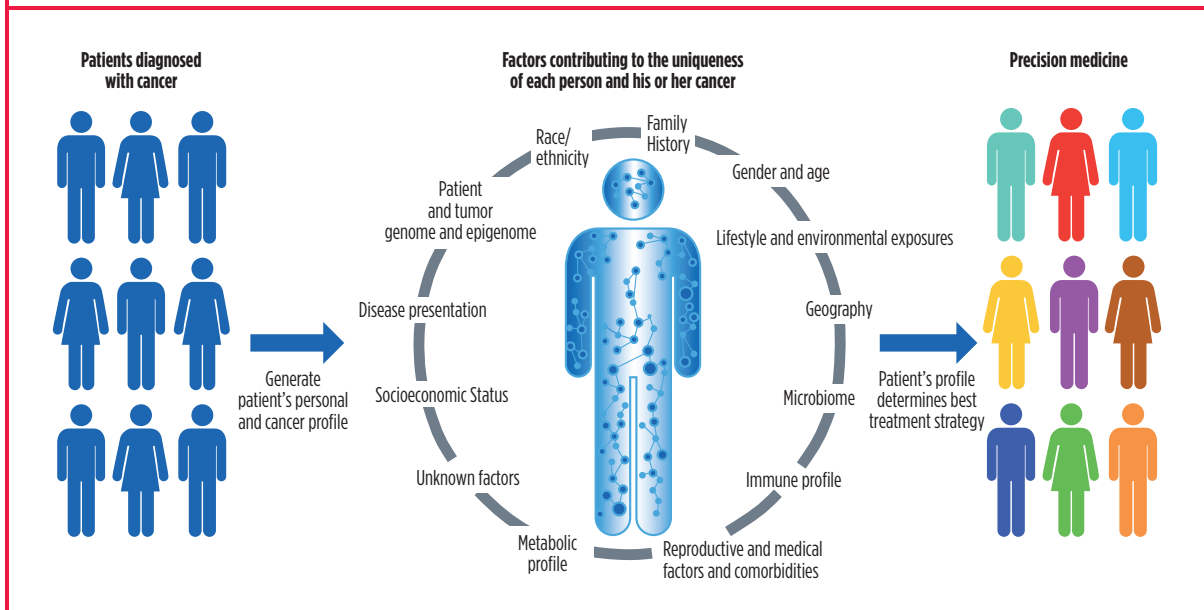 Patients diagnosed
with cancer
Factors contributing to the uniqueness
of each person and his or her cancer
Precision medicine
Race/
ethnicity
Family
History
Gender and age
Patient
and tumor
genome and epigenome
Lifestyle and environmental exposures
Disease presentation
Geography
Generate
patient's personal
and cancer profile
Socioeconomic Status
Microbiome
Patient's profile
determines best
treatment strategy
Unknown factors
Immune profile
Metabolic
profile
Reproductive and medical
factors and comorbidities